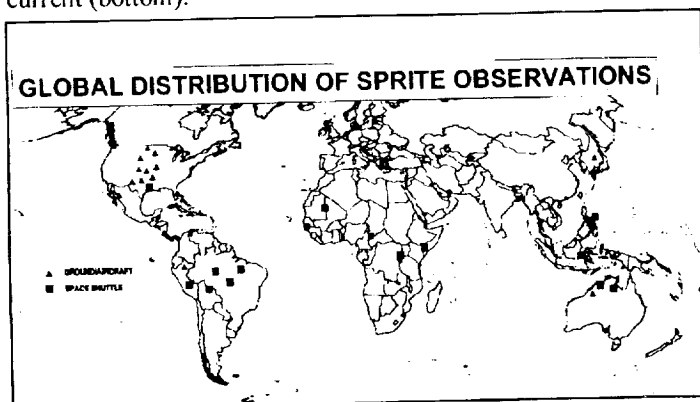 current (bottom).
GLOBAL DISTRIBUTION OF SPRITE OBSERVATIONS
GROUND/AIRCRAFT
SPACE SHUTTLE